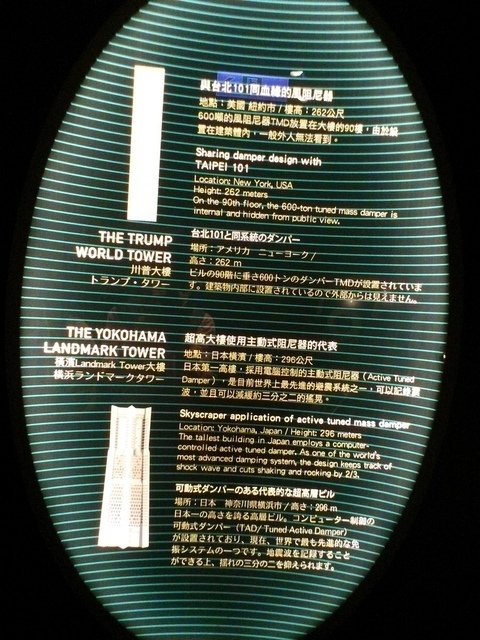 與台北101同血緣的風阻尼器
地點：美國 紐約市 / 樓高：262公尺
600噸的風阻尼器TMD放置在大樓的90樓，由於設
置在建築體內，一般外人無法看到。
Sharing damper design with
TAIPEI 101
Location: New York, USA
Height: 262 meters
On the 90th floor, the 600-ton tuned mass damper is
internal and hidden from public view.
THE TRUMP
WORLD TOWER
川普大樓
トランプ・タワー
台北101と同系統のダンパー
場所：アメリカ ニューヨーク /
高さ：262 m
ビルの90階に重さ600トンのダンパーTMDが設置されていま
す。建築物内部に設置されているので外部からは見えません。
THE YOKOHAMA
LANDMARK TOWER
橫濱Landmark Tower大樓
横浜ランドマークタワー
超高大樓使用主動式阻尼器的代表
地點：日本橫濱 / 樓高：296公尺
日本第一高樓，採用電腦控制的主動式阻尼器（Active Tuned
Damper），是目前世界上最先進的避震系統之一，可以記錄震
波，並且可以減緩約三分之二的搖晃。
Skyscraper application of active tuned mass damper
Location: Yokohama, Japan / Height: 296 meters
The tallest building in Japan employs a computer-
controlled active tuned damper. As one of the world's
most advanced damping system, the design keeps track of
shock wave and cuts shaking and rocking by 2/3.
可動式ダンパーのある代表的な超高層ビル
場所：日本 神奈川県横浜市 / 高さ：296 m
日本一の高さを誇る高層ビル。コンピューター制御の
可動式ダンパー（TAD/ Tuned Active Damper）
が設置されており、現在、世界で最も先進的な免
振システムの一つです。地震波を記録すること
ができる上、揺れの三分の二を抑えられます。